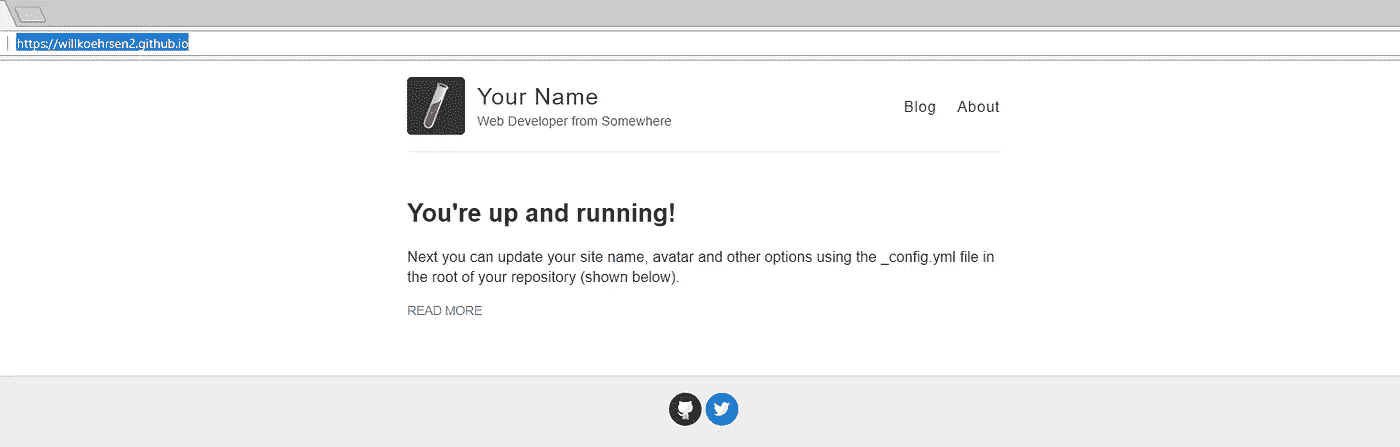 https://willkoehrsen2.github.io
Your Name
Web Developer from Somewhere
Blog About
You're up and running!
Next you can update your site name, avatar and other options using the _config.yml file in
the root of your repository (shown below).
READ MORE